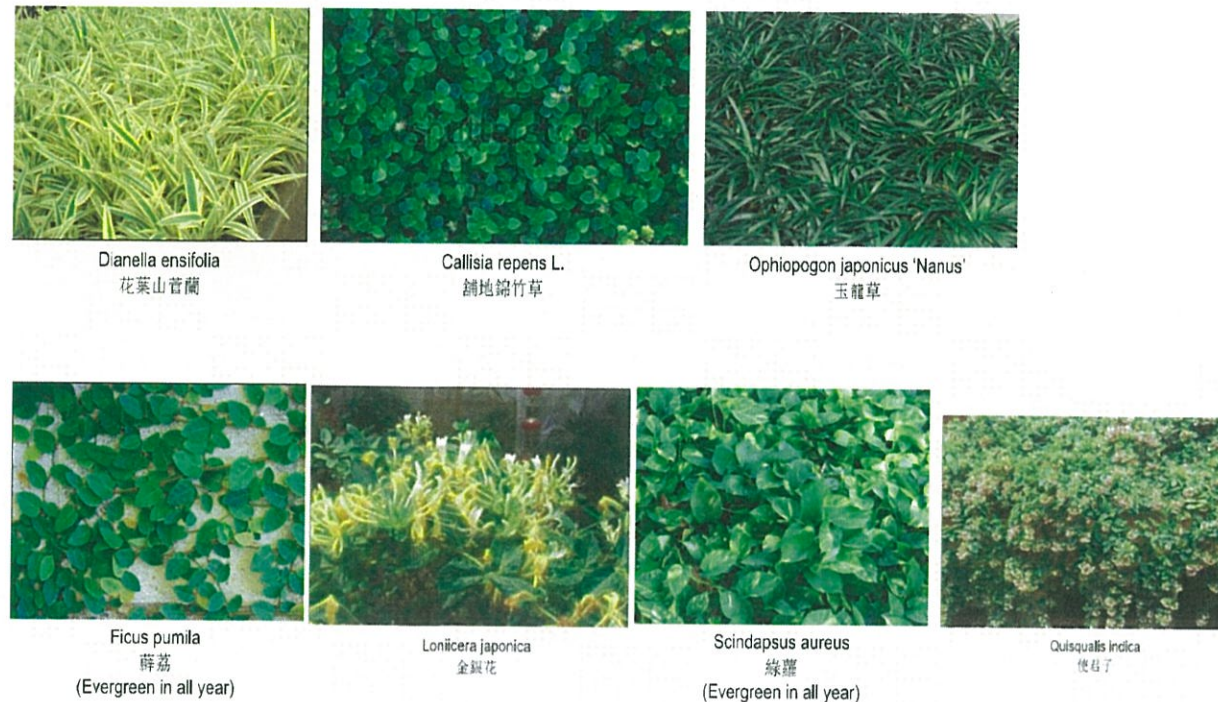 Dianella ensifolia
花葉山菅蘭
Callisia repens L.
舖地錦竹草
Ophiopogon japonicus 'Nanus'
玉龍草
Ficus pumila
薜荔
(Evergreen in all year)
Loniicera japonica
金銀花
Scindapsus aureus
綠蘿
(Evergreen in all year)
Quisqualis indica
使君子